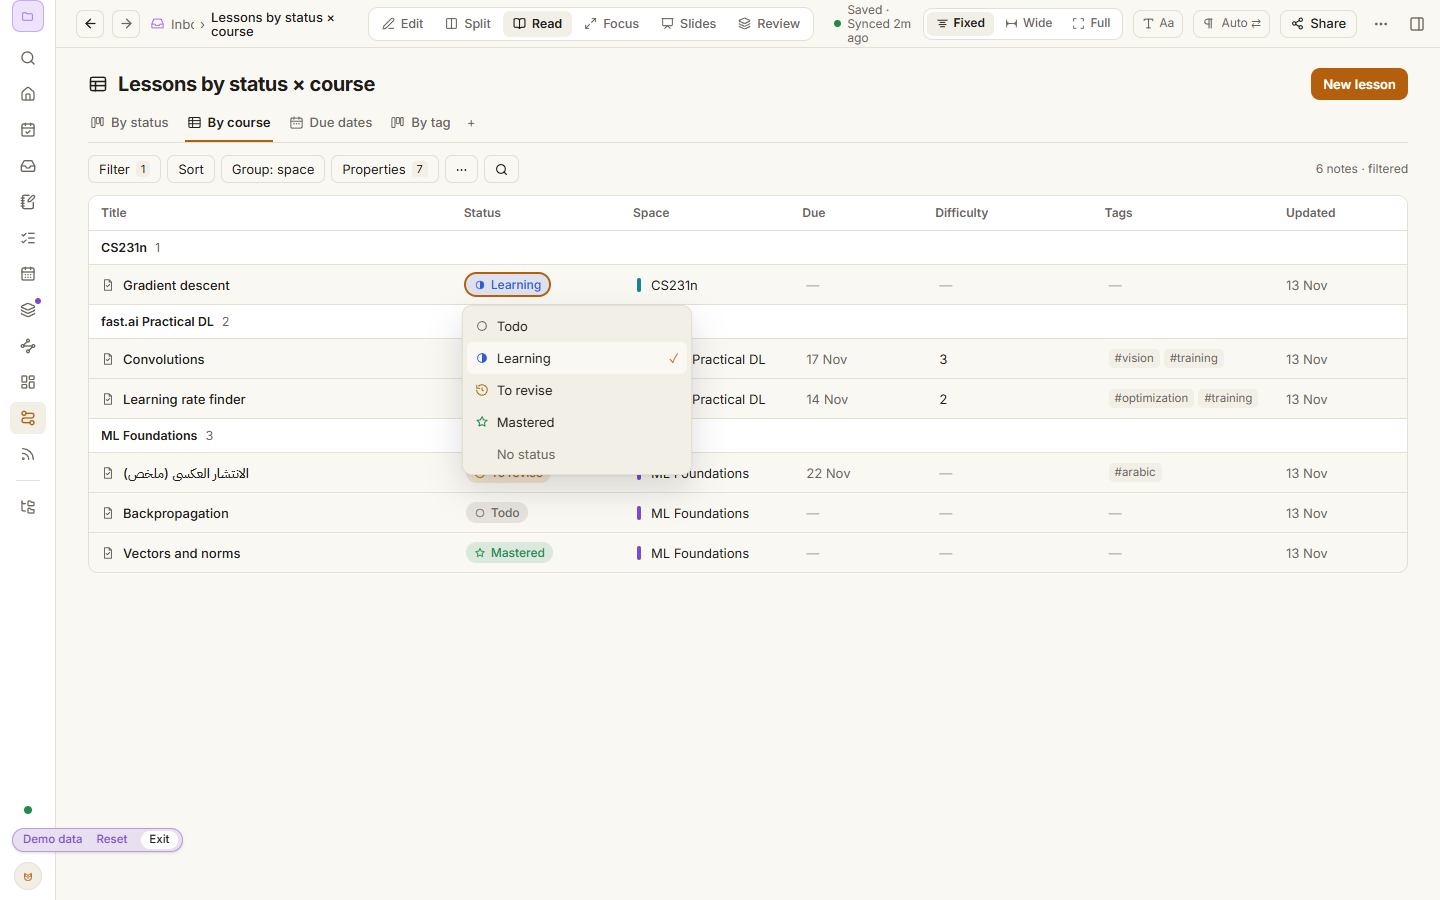 Inbc › Lessons by status × course
Edit Split Read Focus Slides Review
Saved · Synced 2m ago
Fixed Wide Full
Aa
Auto
Share
Lessons by status × course
New lesson
By status By course Due dates By tag +
Filter 1 Sort Group: space Properties 7 ···
6 notes · filtered
Title Status Space Due Difficulty Tags Updated
CS231n 1
Gradient descent Learning CS231n — — — 13 Nov
fast.ai Practical DL 2
Todo
Learning
To revise
Mastered
No status
Convolutions Practical DL 17 Nov 3 #vision #training 13 Nov
Learning rate finder Practical DL 14 Nov 2 #optimization #training 13 Nov
ML Foundations 3
الانتشار العكسي (ملخص) ML Foundations 22 Nov — #arabic 13 Nov
Backpropagation Todo ML Foundations — — — 13 Nov
Vectors and norms Mastered ML Foundations — — — 13 Nov
Demo data Reset Exit